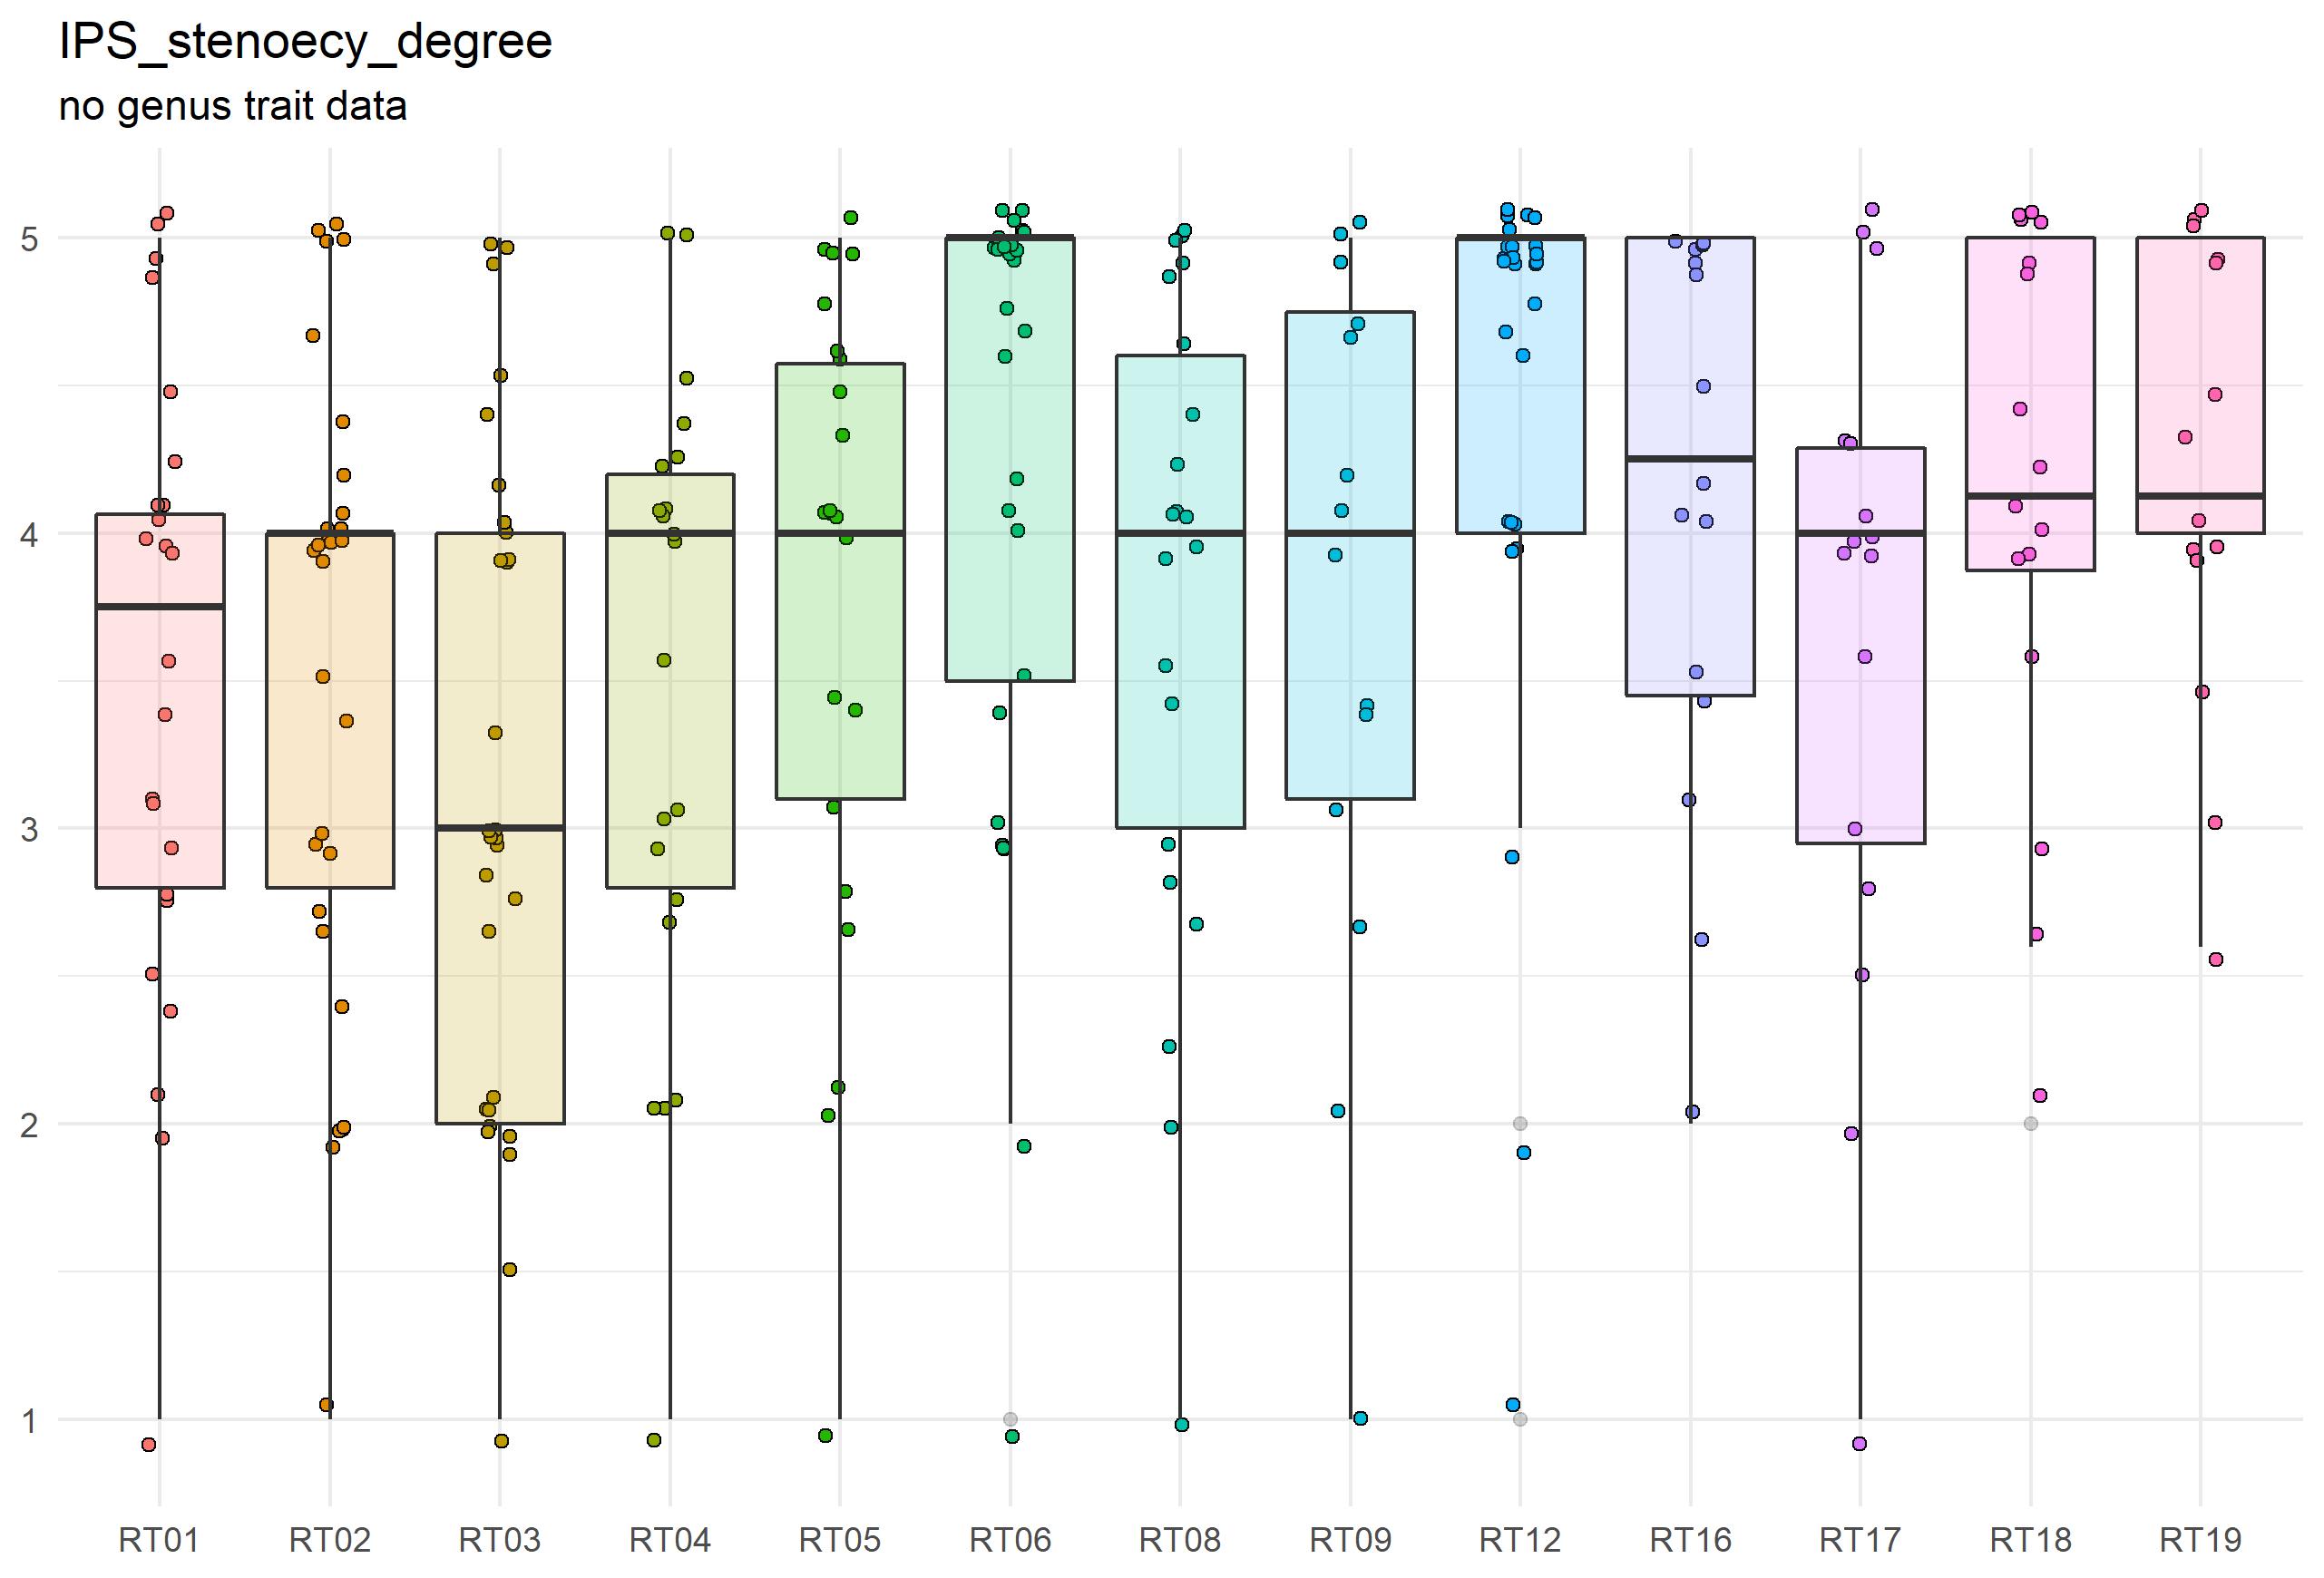 IPS_stenoecy_degree
no genus trait data
5
4
3
2
1
RT01 RT02 RT03 RT04 RT05 RT06 RT08 RT09 RT12 RT16 RT17 RT18 RT19